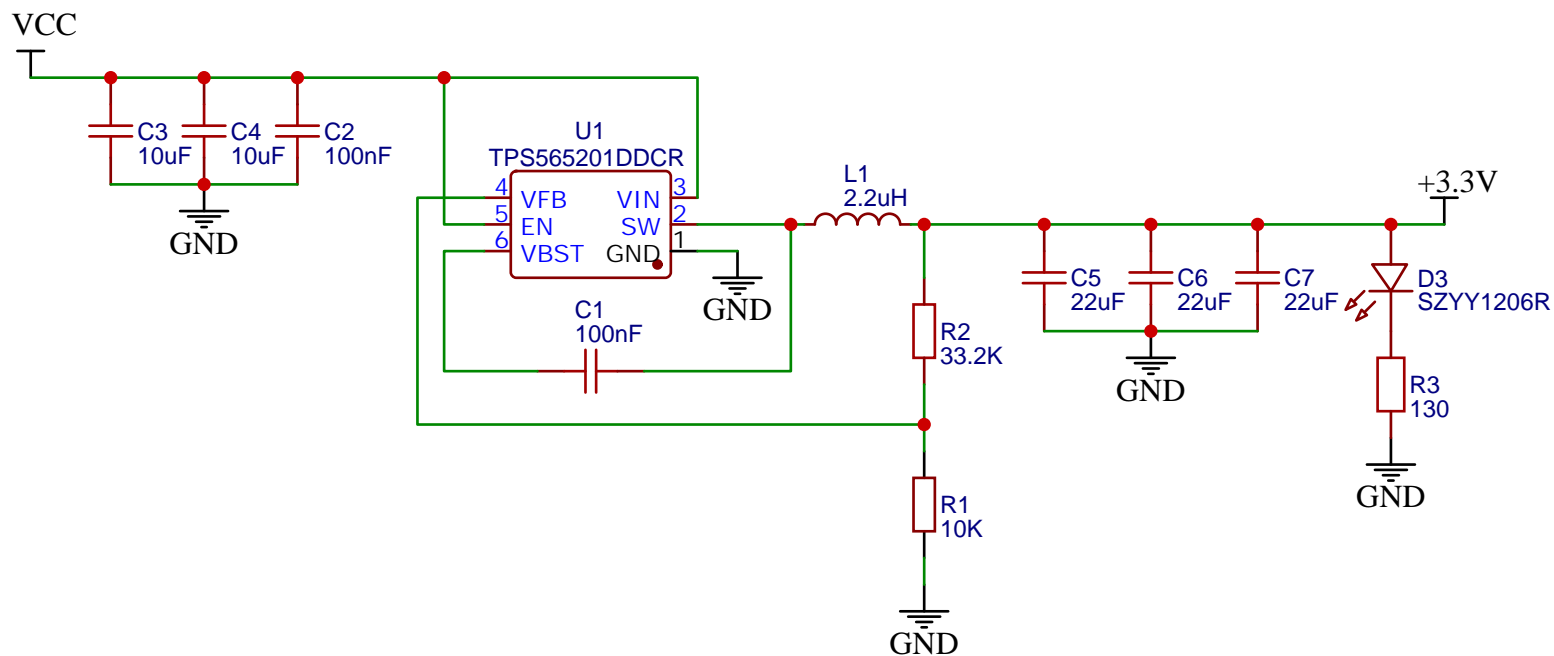 VCC
C3
10uF
C4
10uF
C2
100nF
GND
U1
TPS565201DDCR
4 VFB VIN 3
5 EN SW 2
6 VBST GND 1
GND
C1
100nF
L1
2.2uH
R2
33.2K
R1
10K
GND
C5
22uF
C6
22uF
C7
22uF
GND
+3.3V
D3
SZYY1206R
R3
130
GND